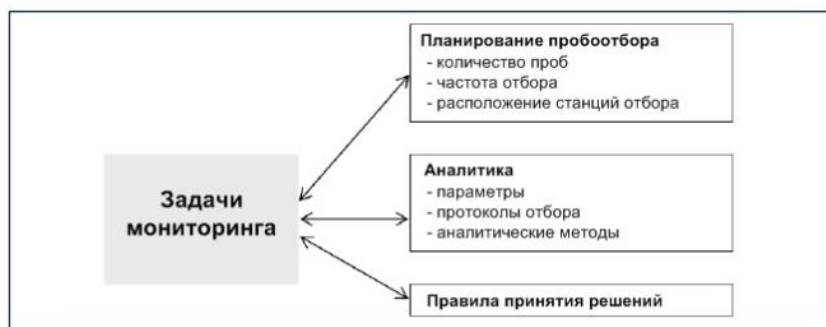 Планирование пробоотбора
- количество проб
- частота отбора
- расположение станций отбора
Задачи
мониторинга
Аналитика
- параметры
- протоколы отбора
- аналитические методы
Правила принятия решений